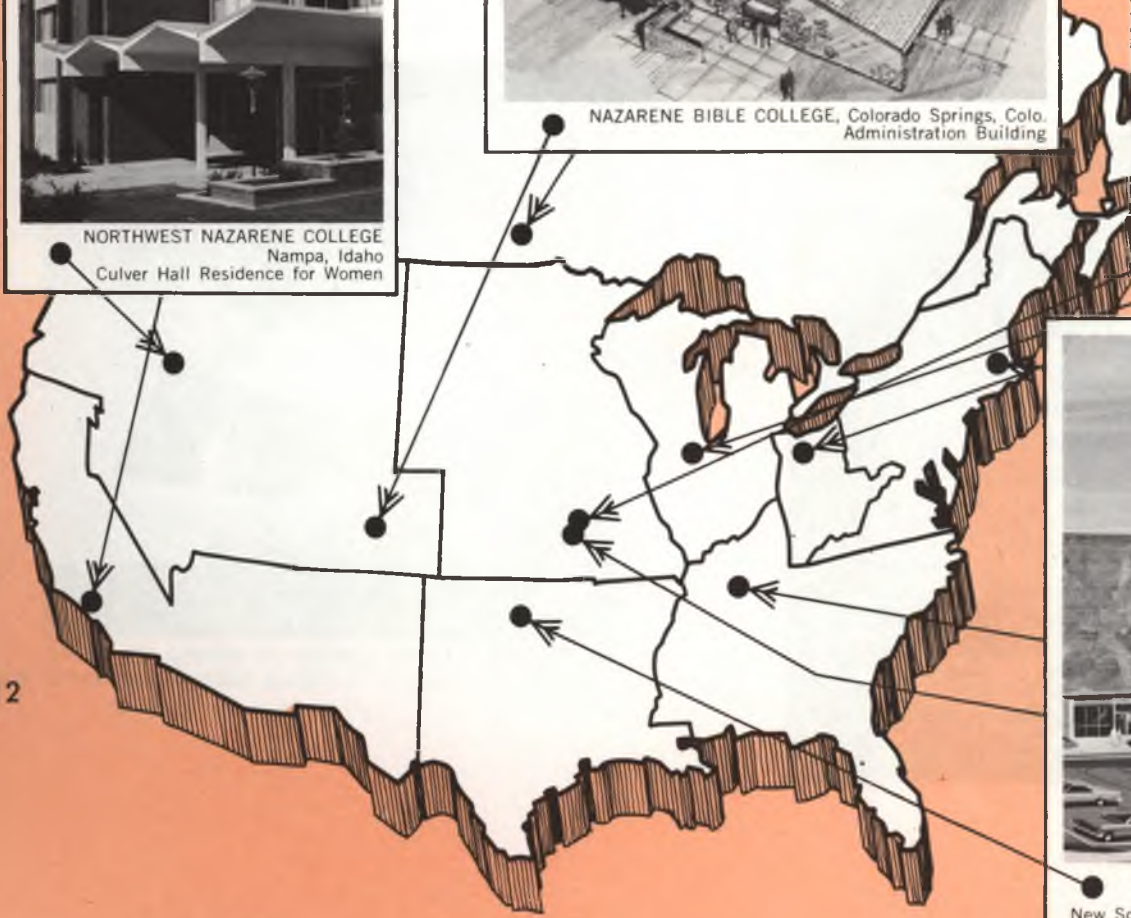 NAZARENE BIBLE COLLEGE, Colorado Springs, Colo.
Administration Building
NORTHWEST NAZARENE COLLEGE
Nampa, Idaho
Culver Hall Residence for Women
2
New